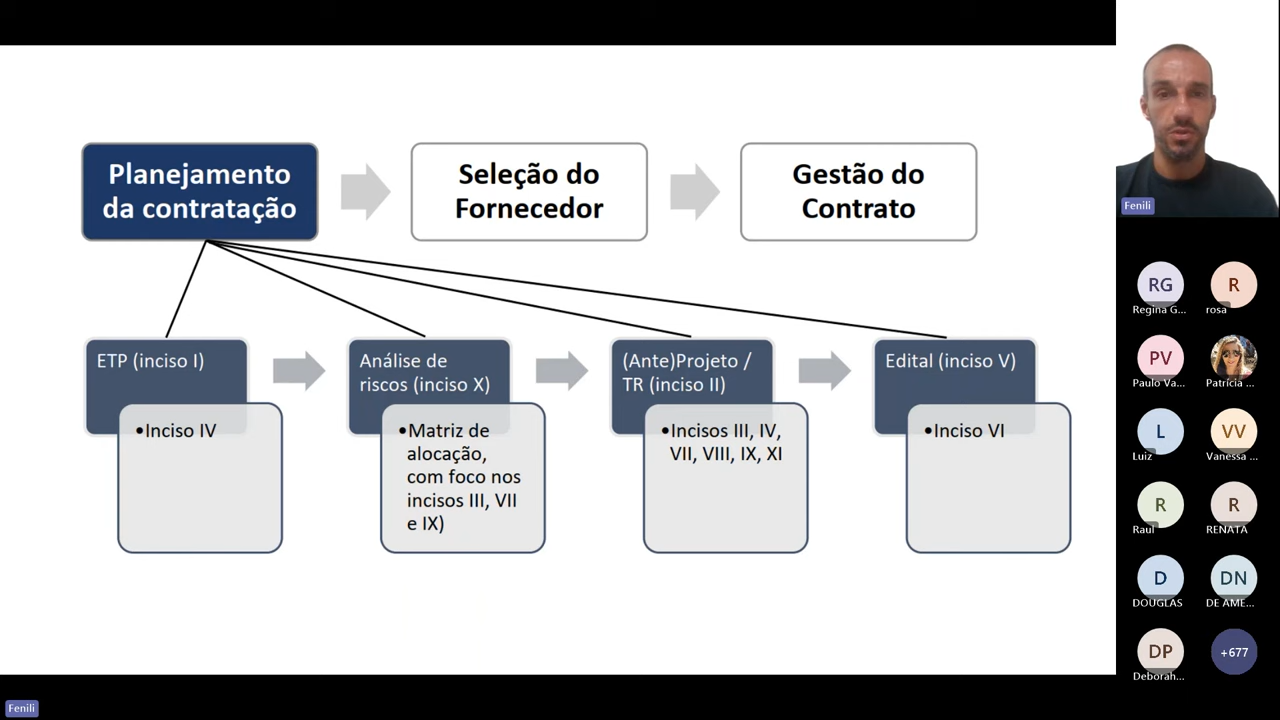 Planejamento
da contratação
Seleção do
Fornecedor
Gestão do
Contrato
ETP (inciso I)
•Inciso IV
Análise de
riscos (inciso X)
•Matriz de
alocação,
com foco nos
incisos III, VII
e IX)
(Ante)Projeto /
TR (inciso II)
•Incisos III, IV,
VII, VIII, IX, XI
Edital (inciso V)
•Inciso VI
Fenili
RG
Regina G...
R
rosa
PV
Paulo Va...
Patrícia ...
L
Luiz
VV
Vanessa ...
R
Raul
R
RENATA
D
DOUGLAS
DN
DE AME...
DP
Deborah...
+677
Fenili